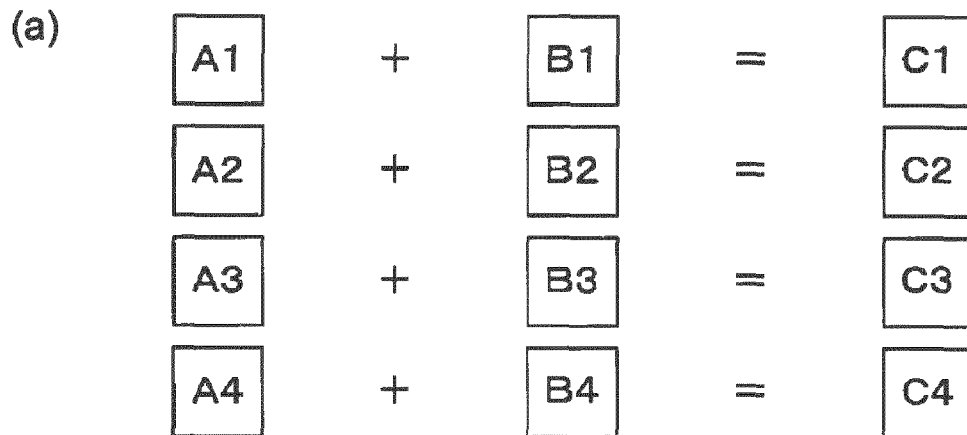 (a) A1 + B1 = C1
A2 + B2 = C2
A3 + B3 = C3
A4 + B4 = C4